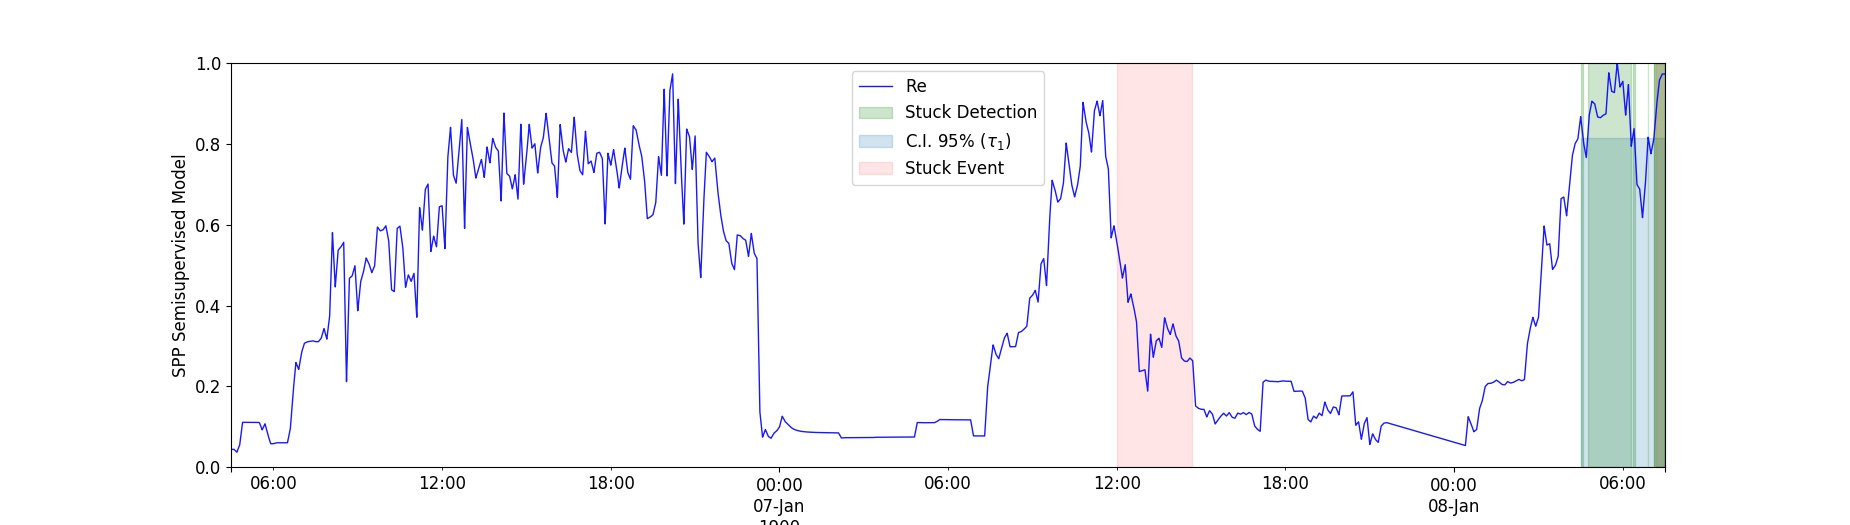 SPP Semisupervised Model
1.0
0.8
0.6
0.4
0.2
0.0
Re
Stuck Detection
C.I. 95% (τ₁)
Stuck Event
06:00 12:00 18:00 00:00 06:00 12:00 18:00 00:00 06:00
07-Jan 08-Jan
1900